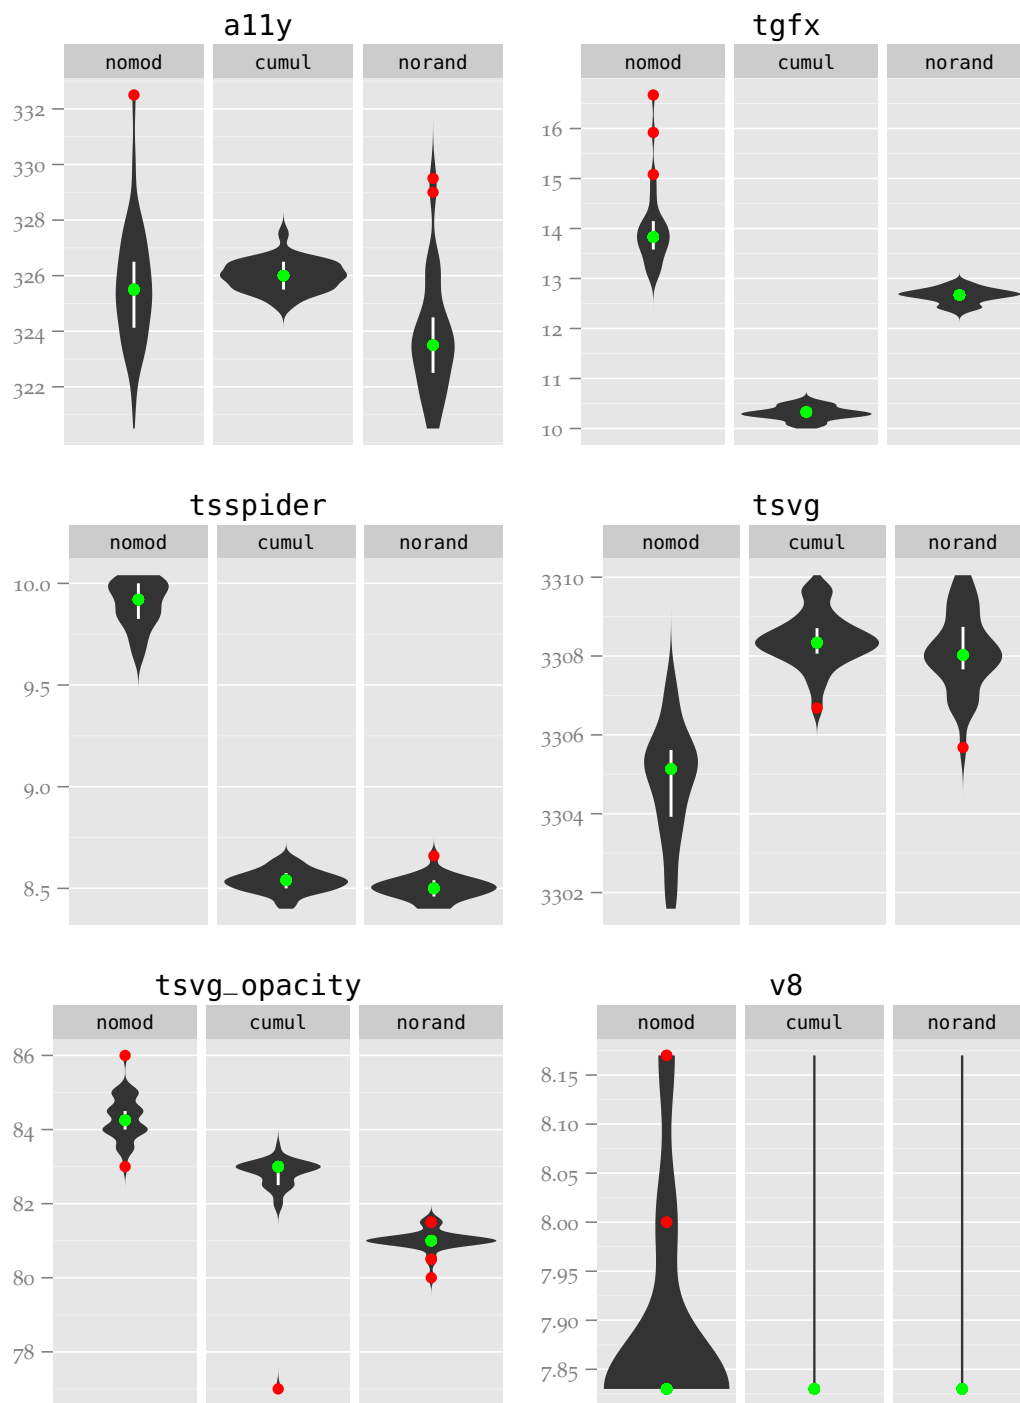 a11y
nomod cumul norand
332
330
328
326
324
322
tgfx
nomod cumul norand
16
15
14
13
12
11
10
tsspider
nomod cumul norand
10.0
9.5
9.0
8.5
tsvg
nomod cumul norand
3310
3308
3306
3304
3302
tsvg_opacity
nomod cumul norand
86
84
82
80
78
v8
nomod cumul norand
8.15
8.10
8.05
8.00
7.95
7.90
7.85